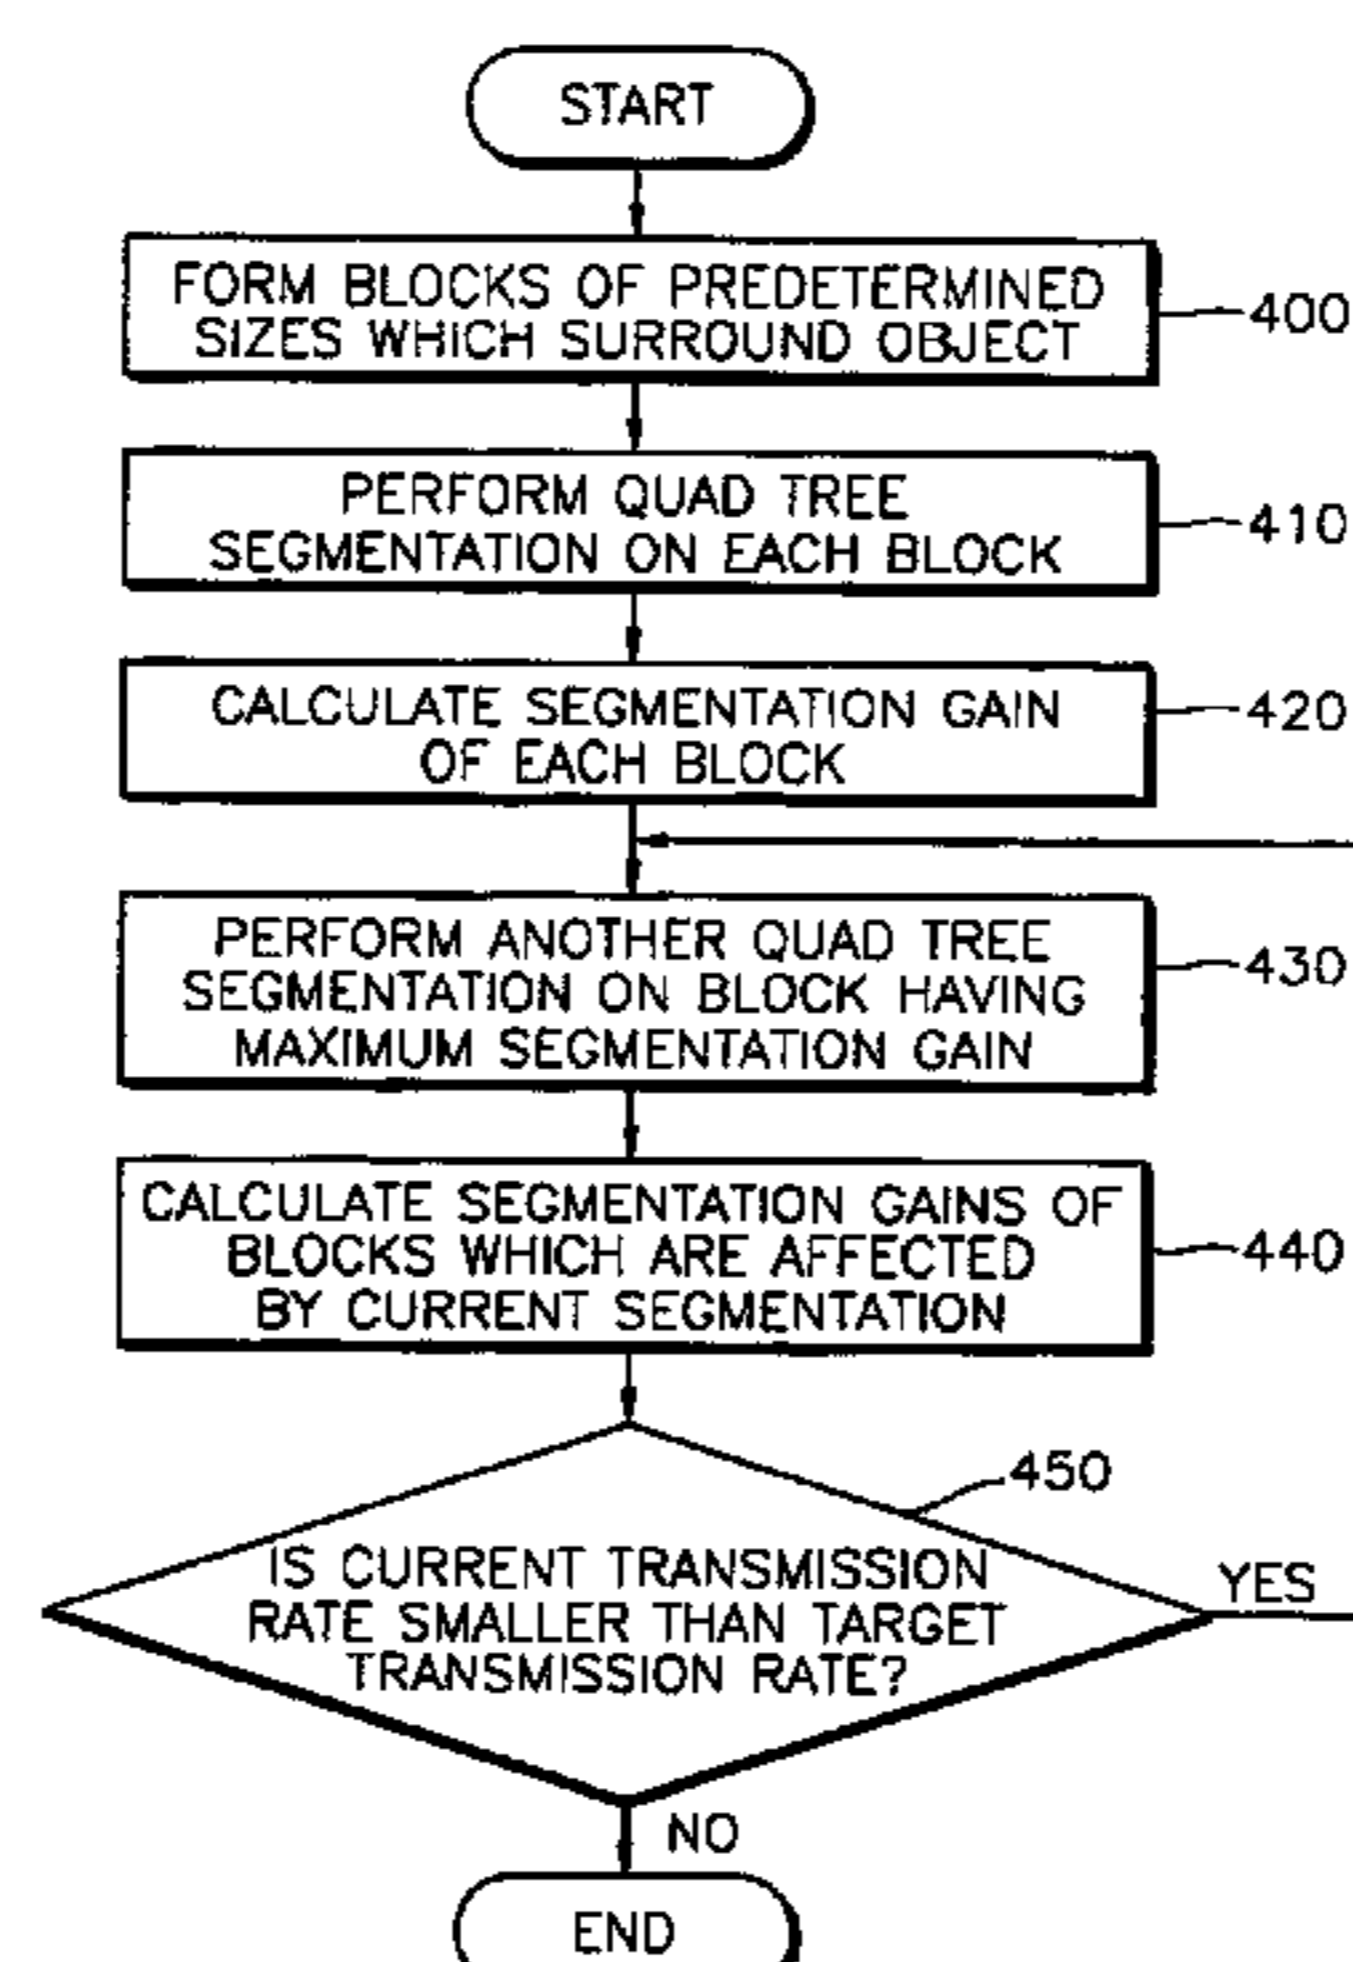 START
FORM BLOCKS OF PREDETERMINED
SIZES WHICH SURROUND OBJECT
400
PERFORM QUAD TREE
SEGMENTATION ON EACH BLOCK
410
CALCULATE SEGMENTATION GAIN
OF EACH BLOCK
420
PERFORM ANOTHER QUAD TREE
SEGMENTATION ON BLOCK HAVING
MAXIMUM SEGMENTATION GAIN
430
CALCULATE SEGMENTATION GAINS OF
BLOCKS WHICH ARE AFFECTED
BY CURRENT SEGMENTATION
440
450
IS CURRENT TRANSMISSION
RATE SMALLER THAN TARGET
TRANSMISSION RATE?
YES
NO
END